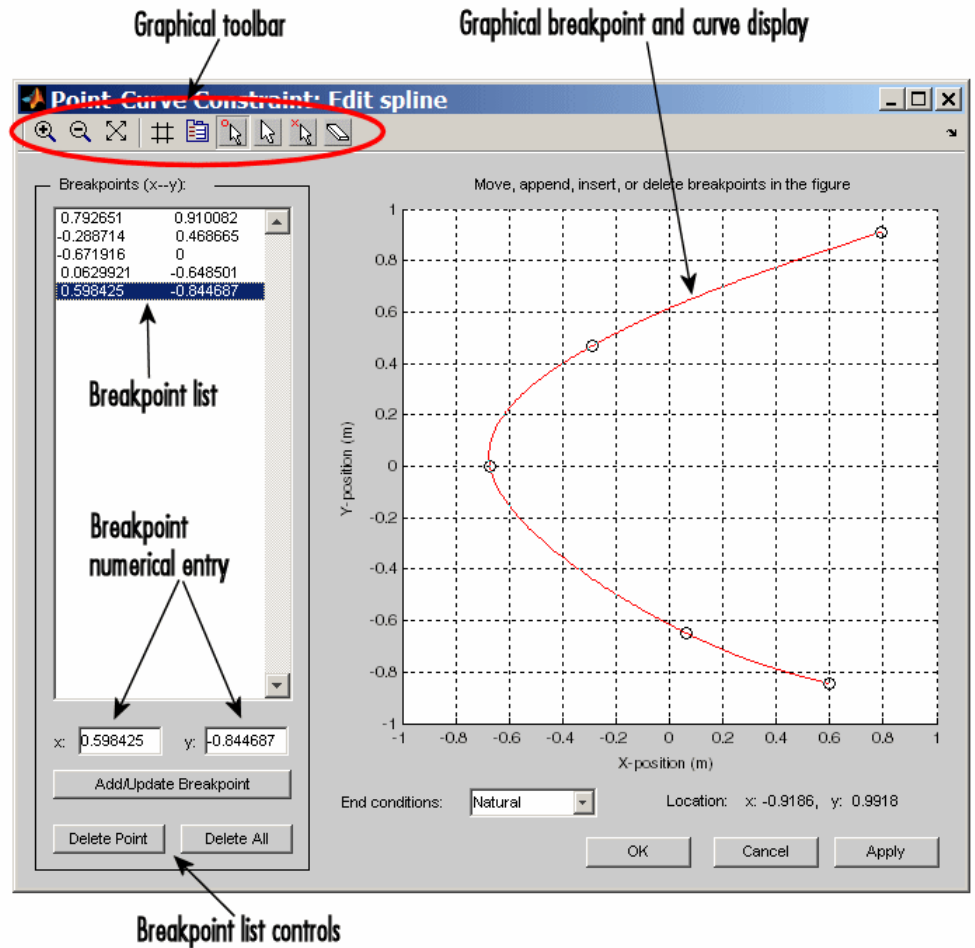 Graphical toolbar
Graphical breakpoint and curve display
Point-Curve Constraint: Edit spline
Breakpoints (x--y):
0.792651 0.910082
-0.288714 0.468665
-0.671916 0
0.0629921 -0.648501
0.598425 -0.844687
Breakpoint list
Breakpoint
numerical entry
x: 0.598425 y: -0.844687
Add/Update Breakpoint
Delete Point Delete All
Breakpoint list controls
Move, append, insert, or delete breakpoints in the figure
1
0.8
0.6
0.4
0.2
0
-0.2
-0.4
-0.6
-0.8
-1
Y-position (m)
-1 -0.8 -0.6 -0.4 -0.2 0 0.2 0.4 0.6 0.8 1
X-position (m)
End conditions: Natural Location: x: -0.9186, y: 0.9918
OK Cancel Apply